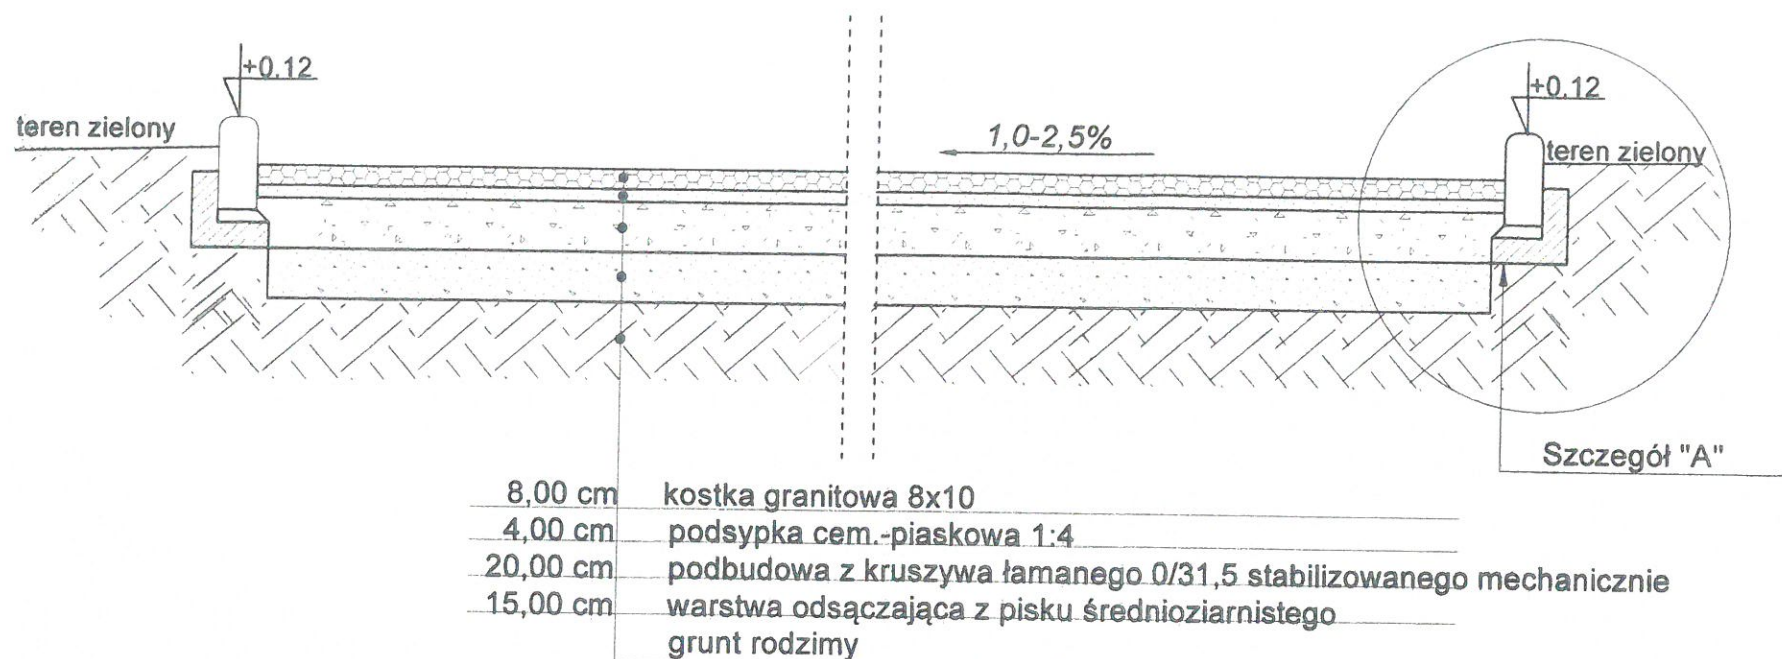 +0.12
+0.12
teren zielony
1,0-2,5%
teren zielony
Szczegół "A"
8,00 cm kostka granitowa 8x10
4,00 cm podsypka cem.-piaskowa 1:4
20,00 cm podbudowa z kruszywa łamanego 0/31,5 stabilizowanego mechanicznie
15,00 cm warstwa odsączająca z pisku średnioziarnistego
grunt rodzimy